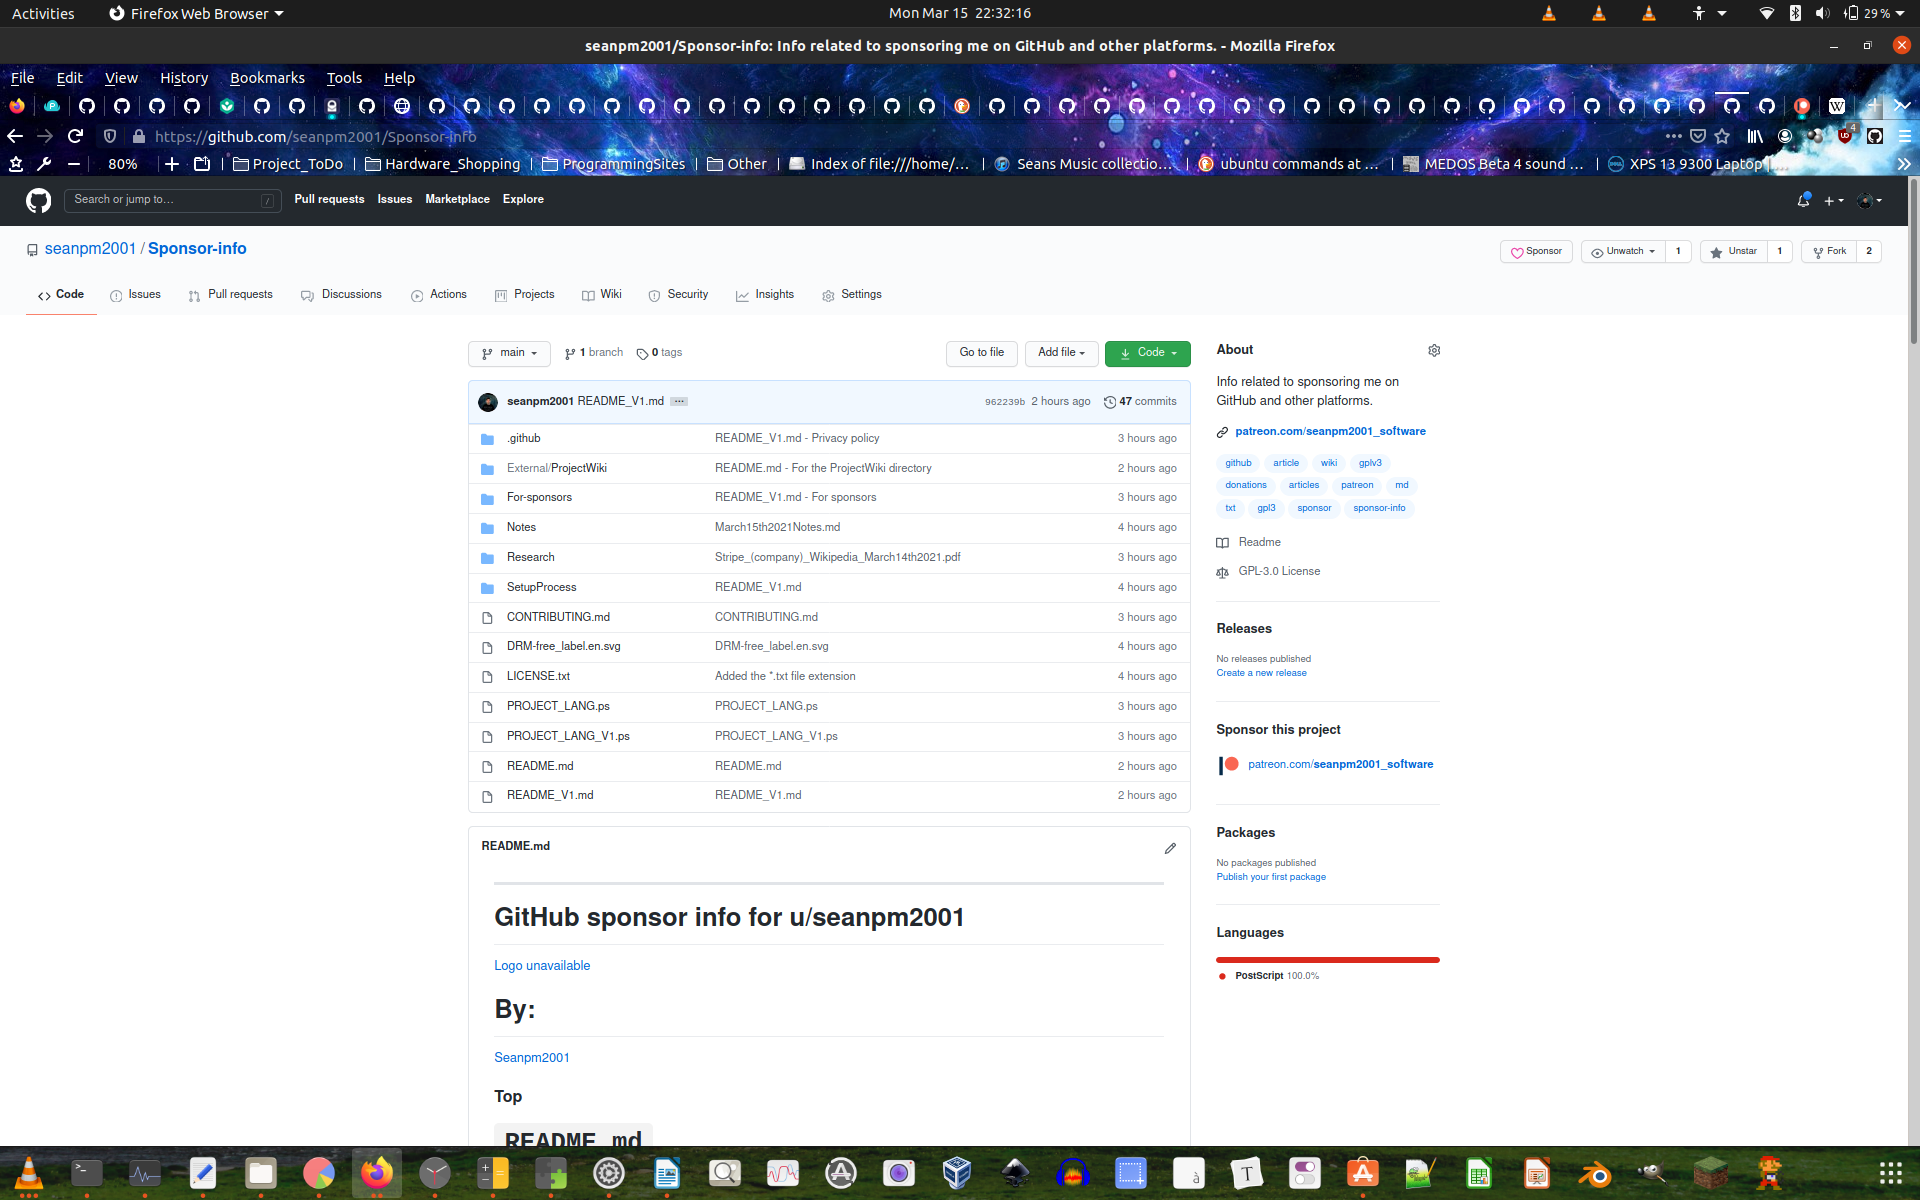 Activities
Firefox Web Browser
Mon Mar 15 22:32:16
29 %
seanpm2001/Sponsor-info: Info related to sponsoring me on GitHub and other platforms. - Mozilla Firefox
File Edit View History Bookmarks Tools Help
https://github.com/seanpm2001/Sponsor-info
4
80%
Project_ToDo
Hardware_Shopping
ProgrammingSites
Other
Index of file:///home/...
Seans Music collectio...
ubuntu commands at ...
MEDOS Beta 4 sound ...
XPS 13 9300 Laptop |...
Search or jump to...
/
Pull requests Issues Marketplace Explore
seanpm2001 / Sponsor-info
Sponsor
Unwatch 1
Unstar 1
Fork 2
Code Issues Pull requests Discussions Actions Projects Wiki Security Insights Settings
main 1 branch 0 tags
Go to file Add file Code
seanpm2001 README_V1.md ... 962239b 2 hours ago 47 commits
.github README_V1.md - Privacy policy 3 hours ago
External/ProjectWiki README.md - For the ProjectWiki directory 2 hours ago
For-sponsors README_V1.md - For sponsors 3 hours ago
Notes March15th2021Notes.md 4 hours ago
Research Stripe_(company)_Wikipedia_March14th2021.pdf 3 hours ago
SetupProcess README_V1.md 4 hours ago
CONTRIBUTING.md CONTRIBUTING.md 3 hours ago
DRM-free_label.en.svg DRM-free_label.en.svg 4 hours ago
LICENSE.txt Added the *.txt file extension 4 hours ago
PROJECT_LANG.ps PROJECT_LANG.ps 3 hours ago
PROJECT_LANG_V1.ps PROJECT_LANG_V1.ps 3 hours ago
README.md README.md 2 hours ago
README_V1.md README_V1.md 2 hours ago
README.md
GitHub sponsor info for u/seanpm2001
Logo unavailable
By:
Seanpm2001
Top
README.md
About
Info related to sponsoring me on
GitHub and other platforms.
patreon.com/seanpm2001_software
github article wiki gplv3
donations articles patreon md
txt gpl3 sponsor sponsor-info
Readme
GPL-3.0 License
Releases
No releases published
Create a new release
Sponsor this project
patreon.com/seanpm2001_software
Packages
No packages published
Publish your first package
Languages
PostScript 100.0%